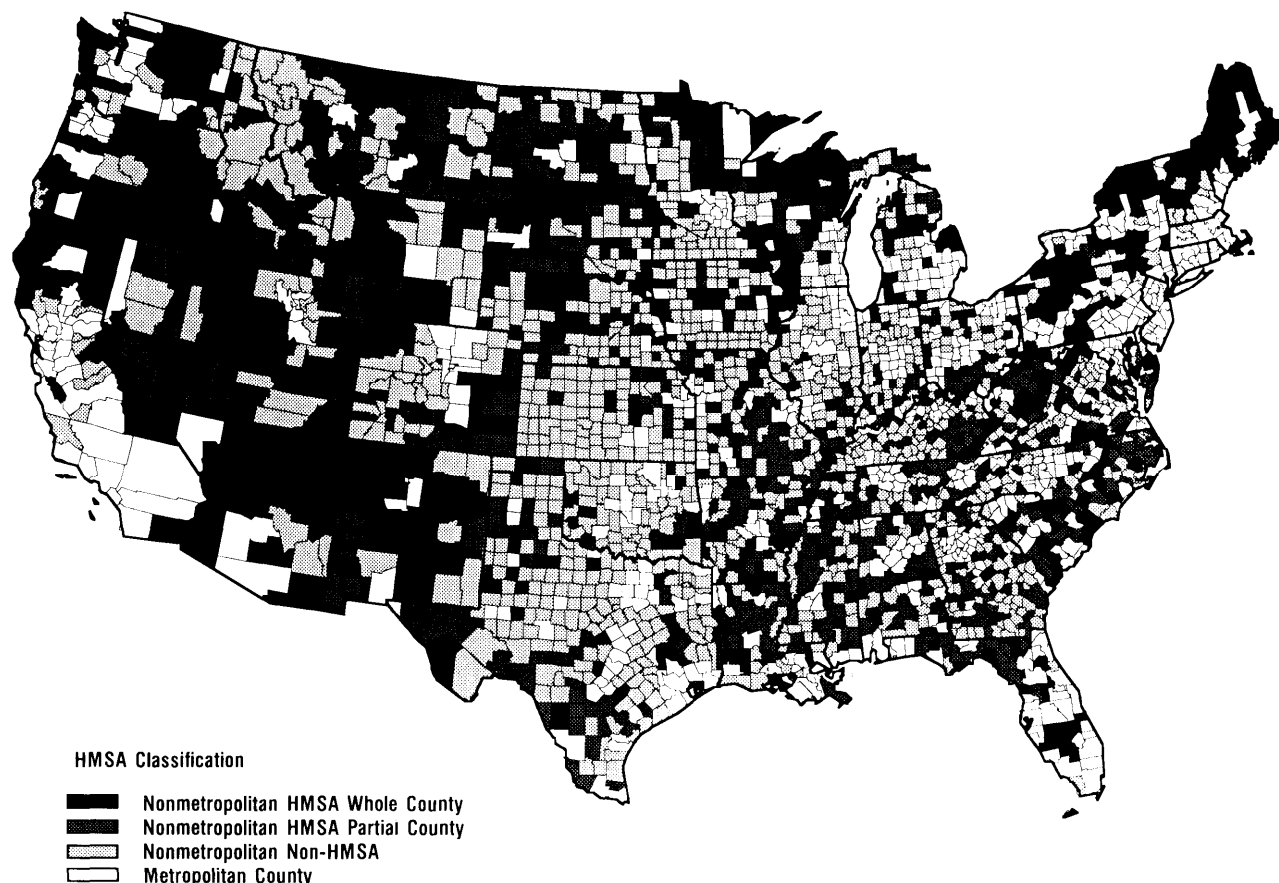 HMSA Classification
Nonmetropolitan HMSA Whole County
Nonmetropolitan HMSA Partial County
Nonmetropolitan Non-HMSA
Metropolitan County